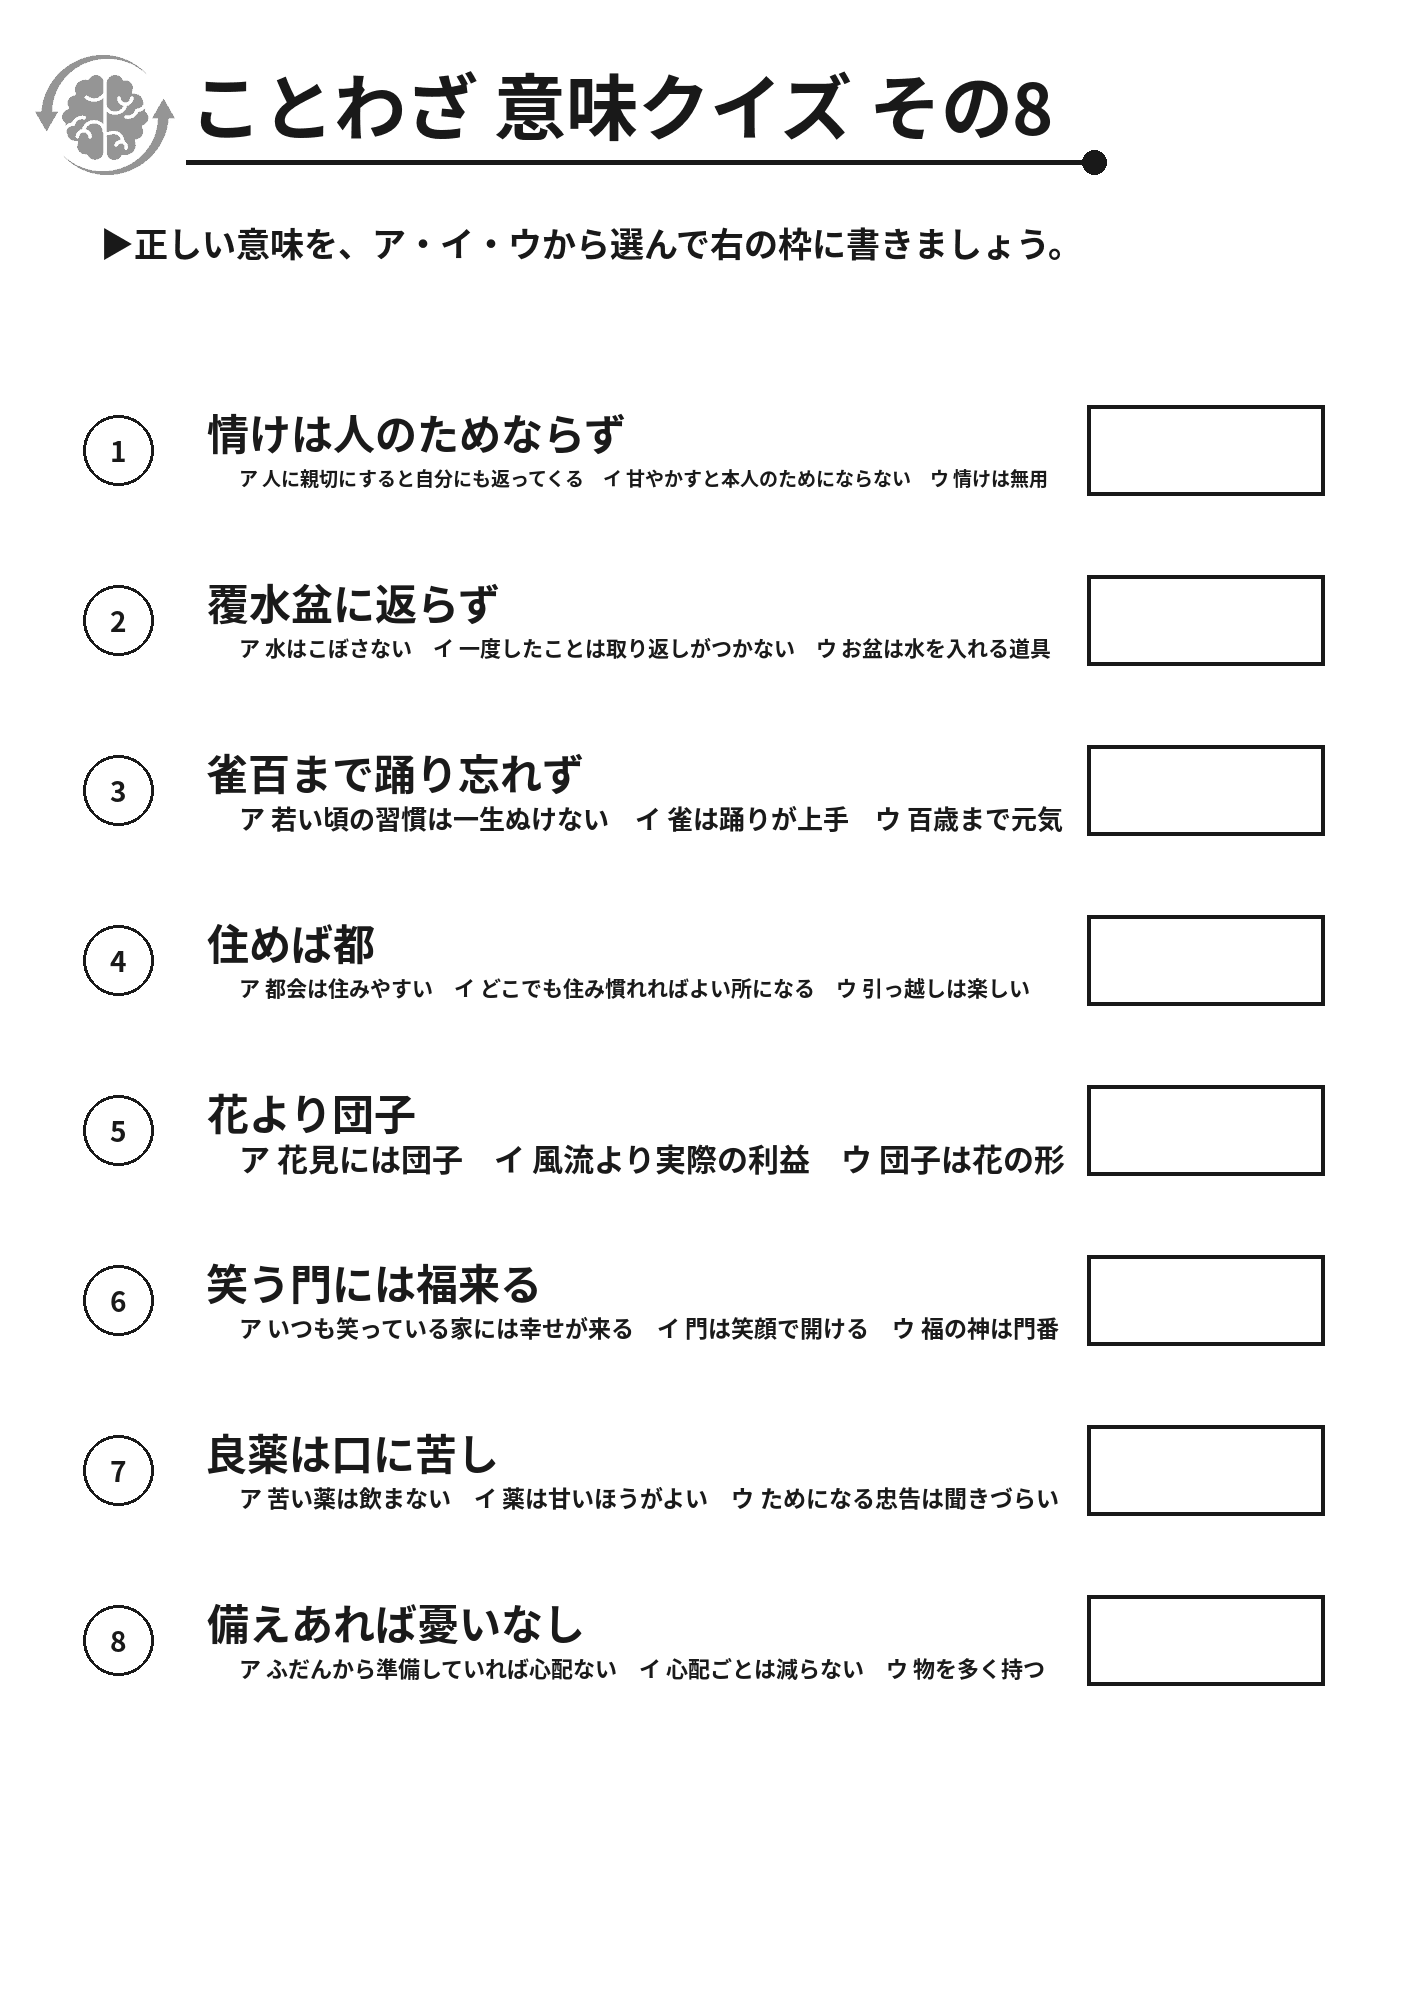 ことわざ 意味クイズ その8
▶正しい意味を、ア・イ・ウから選んで右の枠に書きましょう。
1 情けは人のためならず
ア 人に親切にすると自分にも返ってくる　イ 甘やかすと本人のためにならない　ウ 情けは無用
2 覆水盆に返らず
ア 水はこぼさない　イ 一度したことは取り返しがつかない　ウ お盆は水を入れる道具
3 雀百まで踊り忘れず
ア 若い頃の習慣は一生ぬけない　イ 雀は踊りが上手　ウ 百歳まで元気
4 住めば都
ア 都会は住みやすい　イ どこでも住み慣れればよい所になる　ウ 引っ越しは楽しい
5 花より団子
ア 花見には団子　イ 風流より実際の利益　ウ 団子は花の形
6 笑う門には福来る
ア いつも笑っている家には幸せが来る　イ 門は笑顔で開ける　ウ 福の神は門番
7 良薬は口に苦し
ア 苦い薬は飲まない　イ 薬は甘いほうがよい　ウ ためになる忠告は聞きづらい
8 備えあれば憂いなし
ア ふだんから準備していれば心配ない　イ 心配ごとは減らない　ウ 物を多く持つ